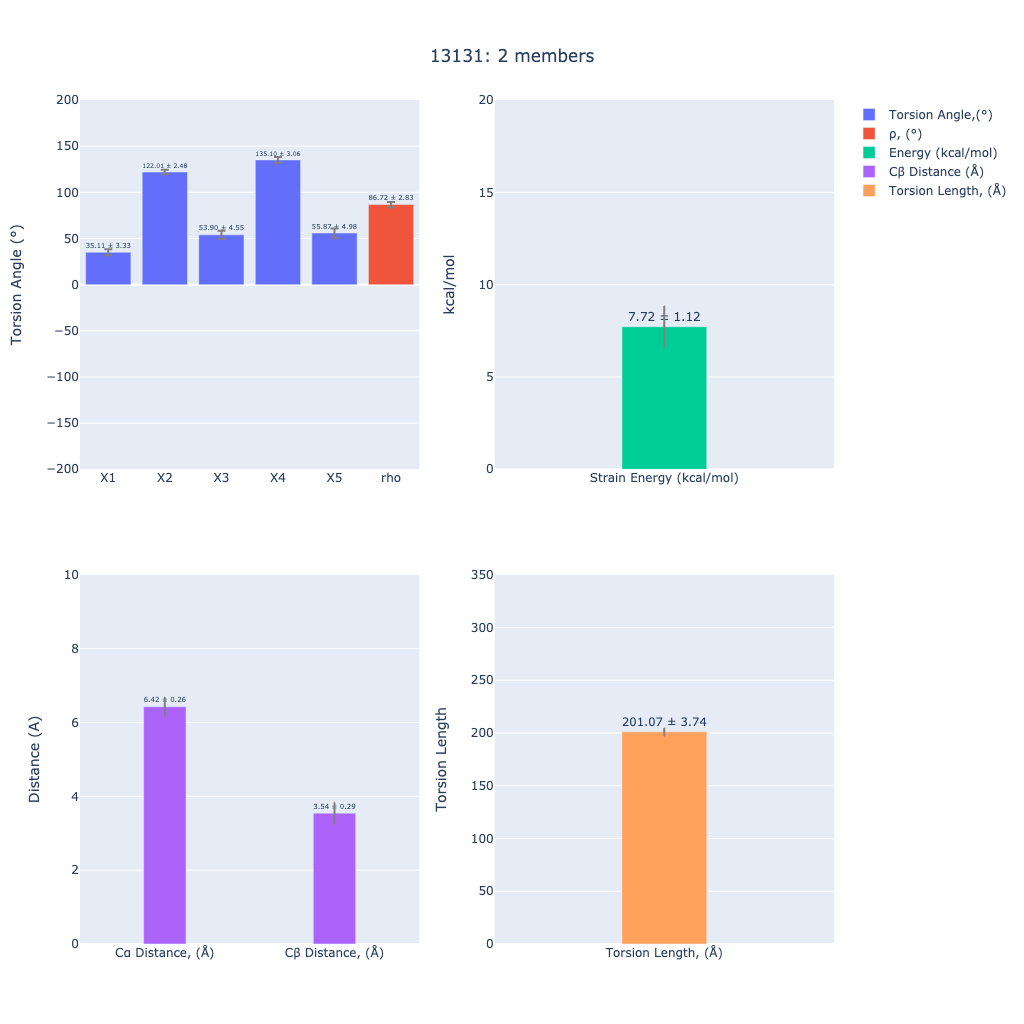 13131: 2 members
Torsion Angle (°)
200
150
100
50
0
−50
−100
−150
−200
35.11 ± 3.33
122.01 ± 2.48
53.90 ± 4.55
135.10 ± 3.06
55.87 ± 4.98
86.72 ± 2.83
X1 X2 X3 X4 X5 rho
kcal/mol
20
15
10
5
0
7.72 ± 1.12
Strain Energy (kcal/mol)
Torsion Angle,(°)
ρ, (°)
Energy (kcal/mol)
Cβ Distance (Å)
Torsion Length, (Å)
Distance (A)
10
8
6
4
2
0
6.42 ± 0.26
3.54 ± 0.29
Cα Distance, (Å) Cβ Distance, (Å)
Torsion Length
350
300
250
200
150
100
50
0
201.07 ± 3.74
Torsion Length, (Å)